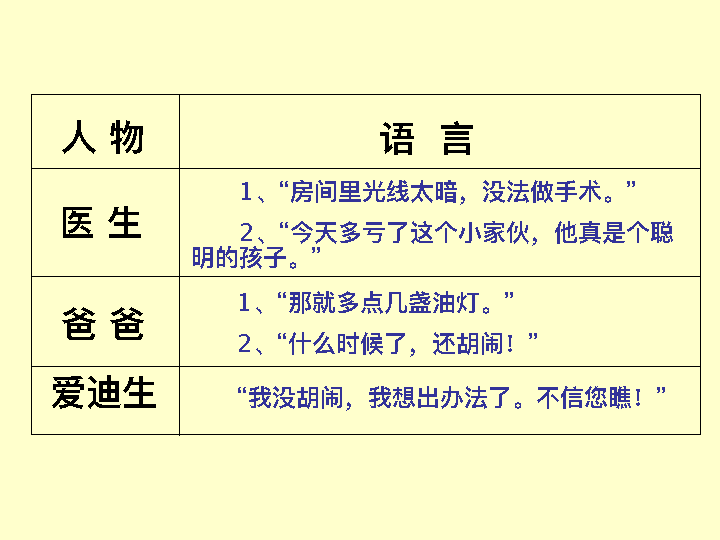 人 物
语 言
医 生
1、“房间里光线太暗，没法做手术。”
2、“今天多亏了这个小家伙，他真是个聪
明的孩子。”
爸 爸
1、“那就多点几盏油灯。”
2、“什么时候了，还胡闹！”
爱迪生
“我没胡闹，我想出办法了。不信您瞧！”